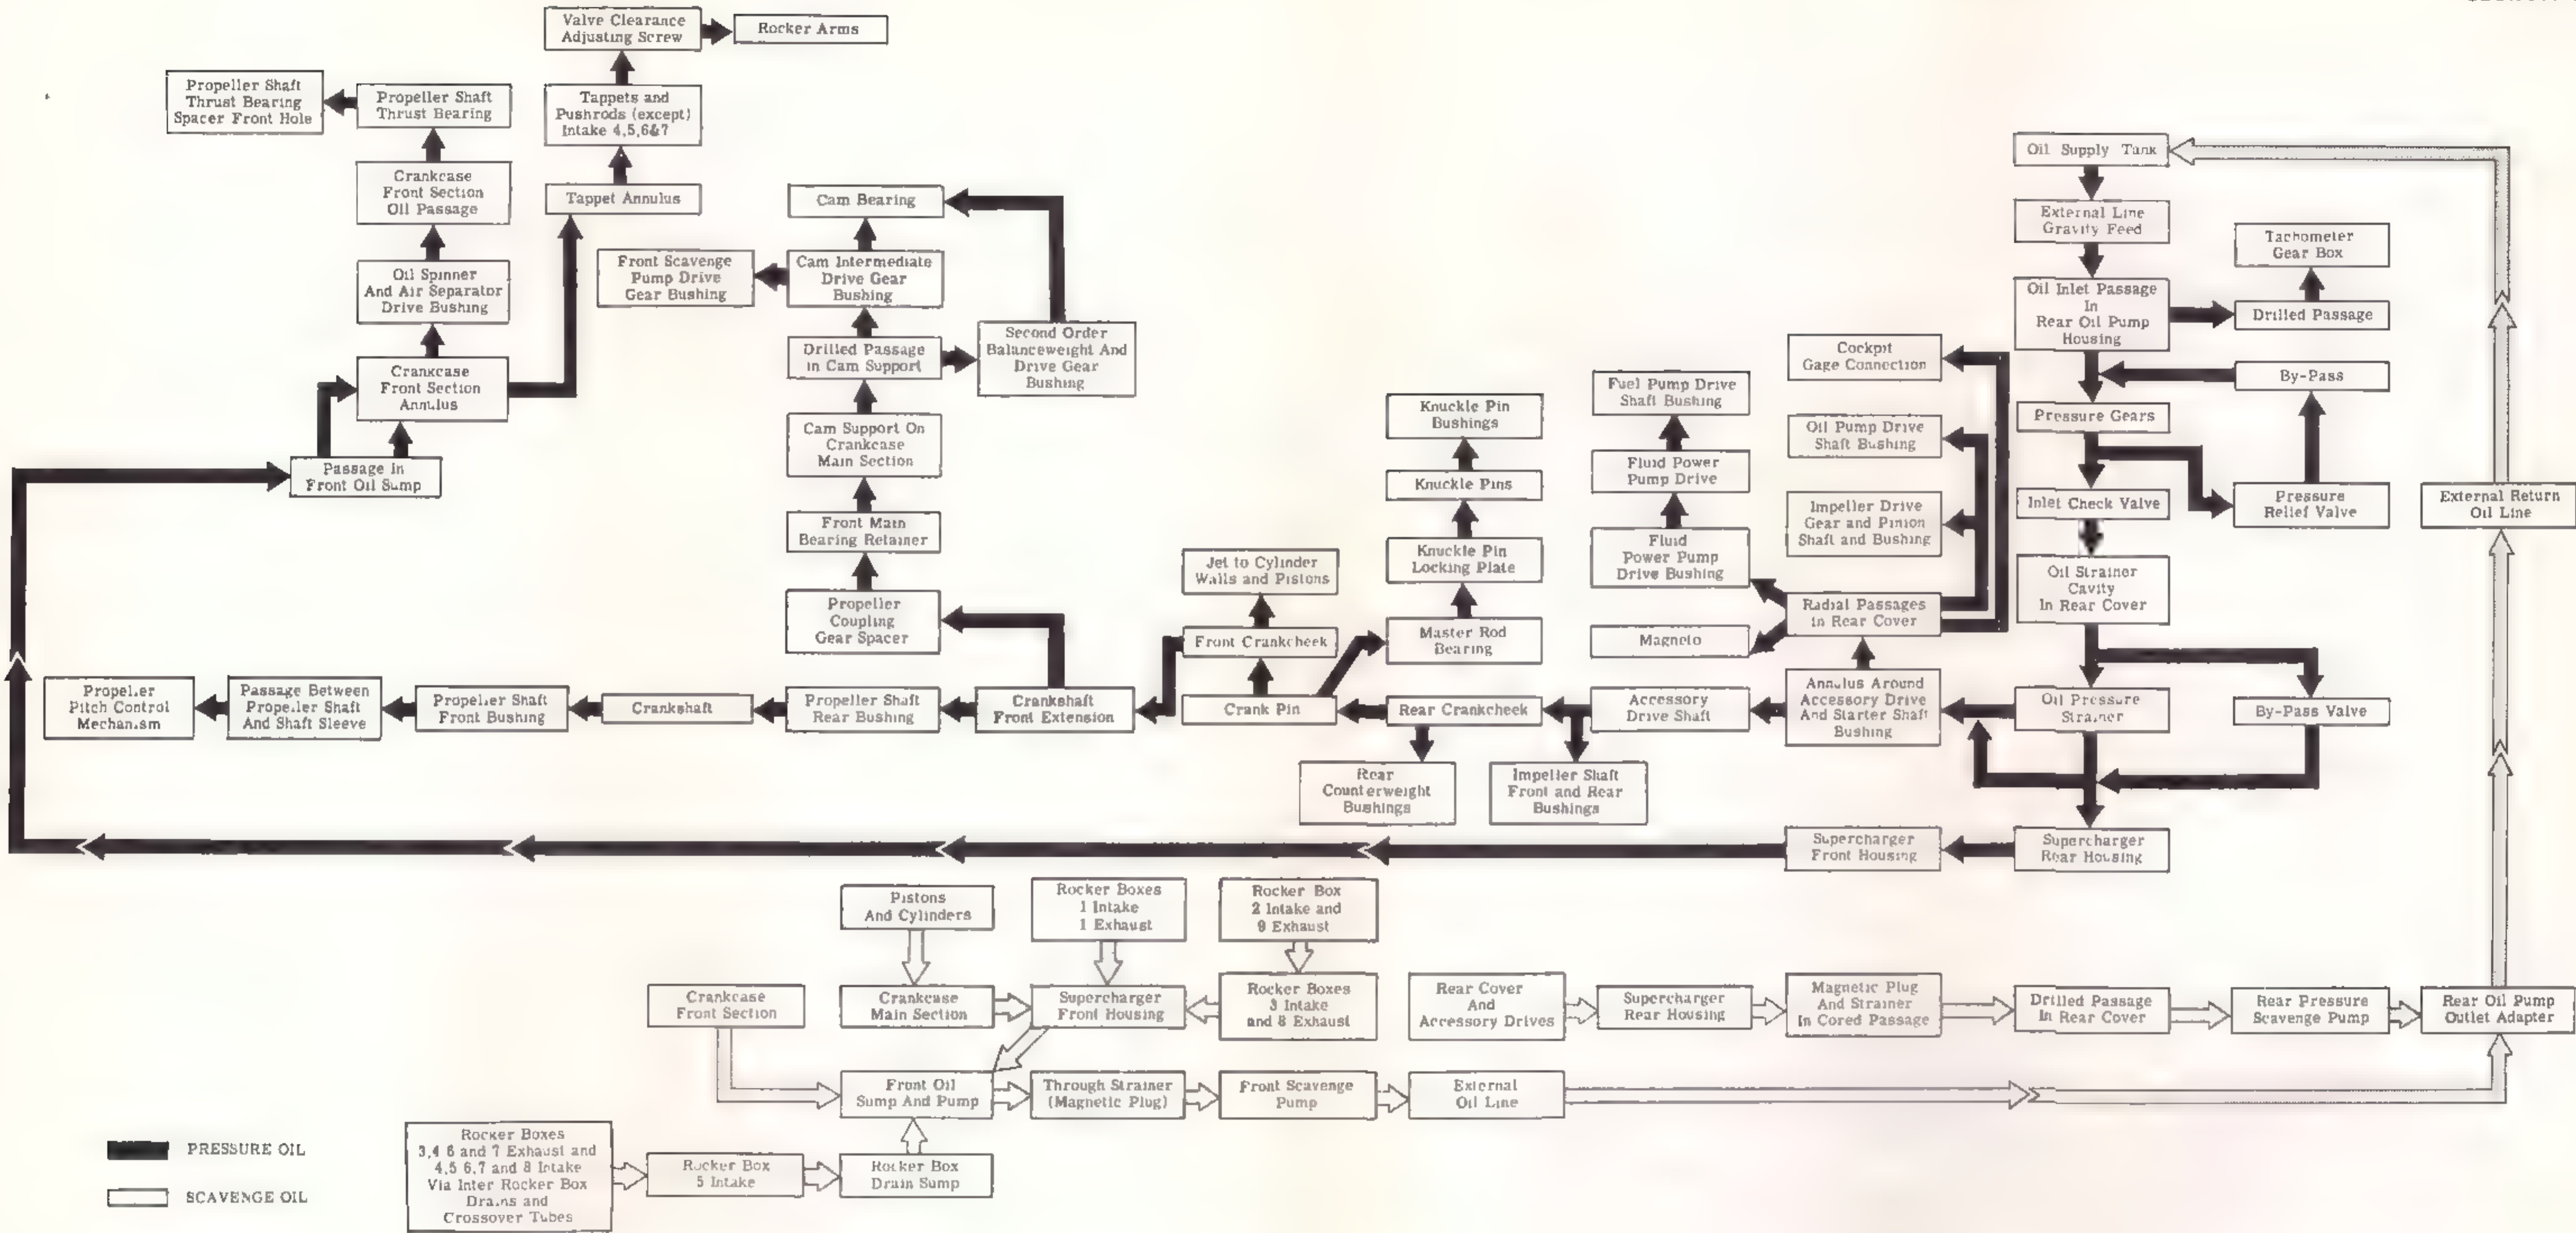 Valve Clearance
Adjusting Screw
Rocker Arms
Propeller Shaft
Thrust Bearing
Spacer Front Hole
Propeller Shaft
Thrust Bearing
Tappets and
Pushrods (except)
Intake 4,5,6&7
Crankcase
Front Section
Oil Passage
Tappet Annulus
Oil Spinner
And Air Separator
Drive Bushing
Crankcase
Front Section
Annulus
Passage in
Front Oil Sump
Cam Bearing
Front Scavenge
Pump Drive
Gear Bushing
Cam Intermediate
Drive Gear
Bushing
Drilled Passage
in Cam Support
Second Order
Balanceweight And
Drive Gear
Bushing
Cam Support On
Crankcase
Main Section
Front Main
Bearing Retainer
Propeller
Coupling
Gear Spacer
Jet to Cylinder
Walls and Pistons
Front Crankcheek
Knuckle Pin
Bushings
Knuckle Pins
Knuckle Pin
Locking Plate
Master Rod
Bearing
Fuel Pump Drive
Shaft Bushing
Fluid Power
Pump Drive
Fluid
Power Pump
Drive Bushing
Magneto
Cockpit
Gage Connection
Oil Pump Drive
Shaft Bushing
Impeller Drive
Gear and Pinion
Shaft and Bushing
Radial Passages
in Rear Cover
Oil Supply Tank
External Line
Gravity Feed
Oil Inlet Passage
In
Rear Oil Pump
Housing
Tachometer
Gear Box
Drilled Passage
By-Pass
Pressure Gears
Inlet Check Valve
Pressure
Relief Valve
External Return
Oil Line
Oil Strainer
Cavity
In Rear Cover
Propeller
Pitch Control
Mechanism
Passage Between
Propeller Shaft
And Shaft Sleeve
Propeller Shaft
Front Bushing
Crankshaft
Propeller Shaft
Rear Bushing
Crankshaft
Front Extension
Crank Pin
Rear Crankcheek
Accessory
Drive Shaft
Annulus Around
Accessory Drive
And Starter Shaft
Bushing
Oil Pressure
Strainer
By-Pass Valve
Rear
Counterweight
Bushings
Impeller Shaft
Front and Rear
Bushings
Supercharger
Front Housing
Supercharger
Rear Housing
Pistons
And Cylinders
Rocker Boxes
1 Intake
1 Exhaust
Rocker Box
2 Intake and
9 Exhaust
Crankcase
Front Section
Crankcase
Main Section
Supercharger
Front Housing
Rocker Boxes
3 Intake
and 8 Exhaust
Rear Cover
And
Accessory Drives
Supercharger
Rear Housing
Magnetic Plug
And Strainer
In Cored Passage
Drilled Passage
In Rear Cover
Rear Pressure
Scavenge Pump
Rear Oil Pump
Outlet Adapter
Front Oil
Sump And Pump
Through Strainer
(Magnetic Plug)
Front Scavenge
Pump
External
Oil Line
PRESSURE OIL
SCAVENGE OIL
Rocker Boxes
3,4 6 and 7 Exhaust and
4,5 6,7 and 8 Intake
Via Inter Rocker Box
Drains and
Crossover Tubes
Rocker Box
5 Intake
Rocker Box
Drain Sump